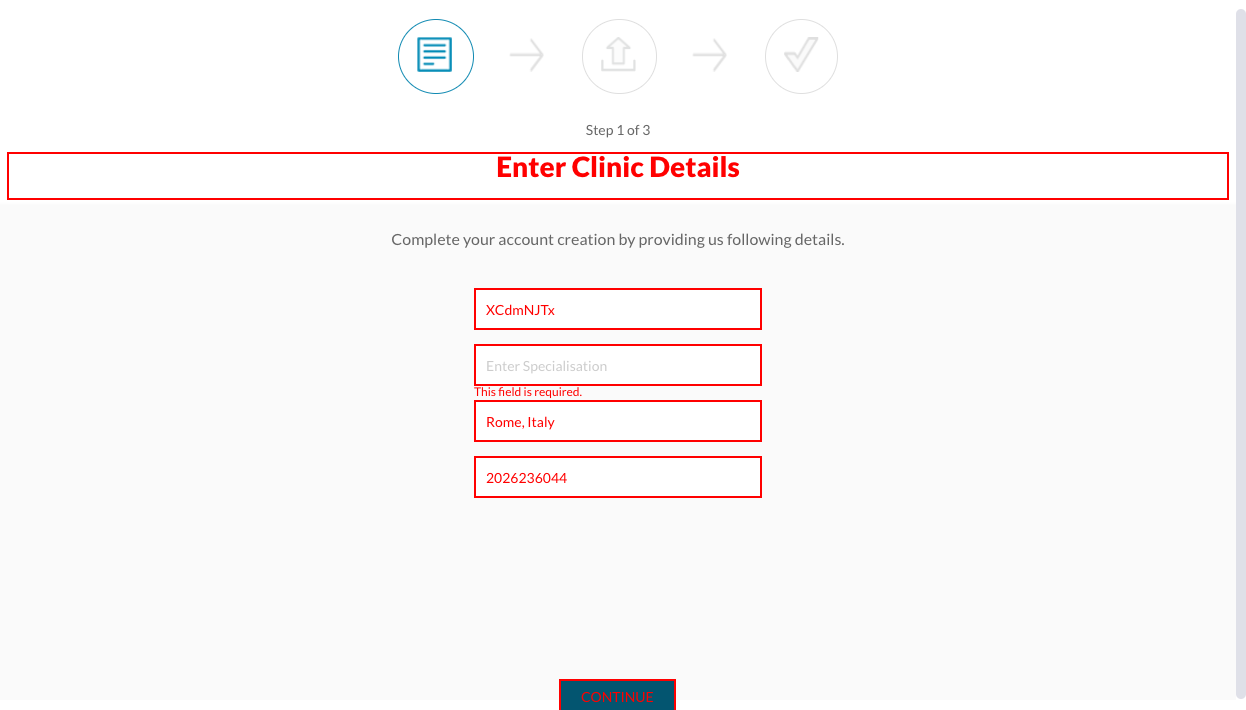 Step 1 of 3
Enter Clinic Details
Complete your account creation by providing us following details.
XCdmNJTx
Enter Specialisation
This field is required.
Rome, Italy
2026236044
CONTINUE